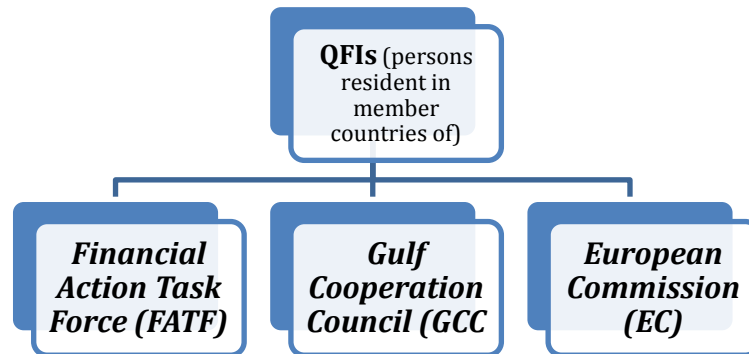 QFIs (persons
resident in
member
countries of)
Financial
Action Task
Force (FATF)
Gulf
Cooperation
Council (GCC
European
Commission
(EC)